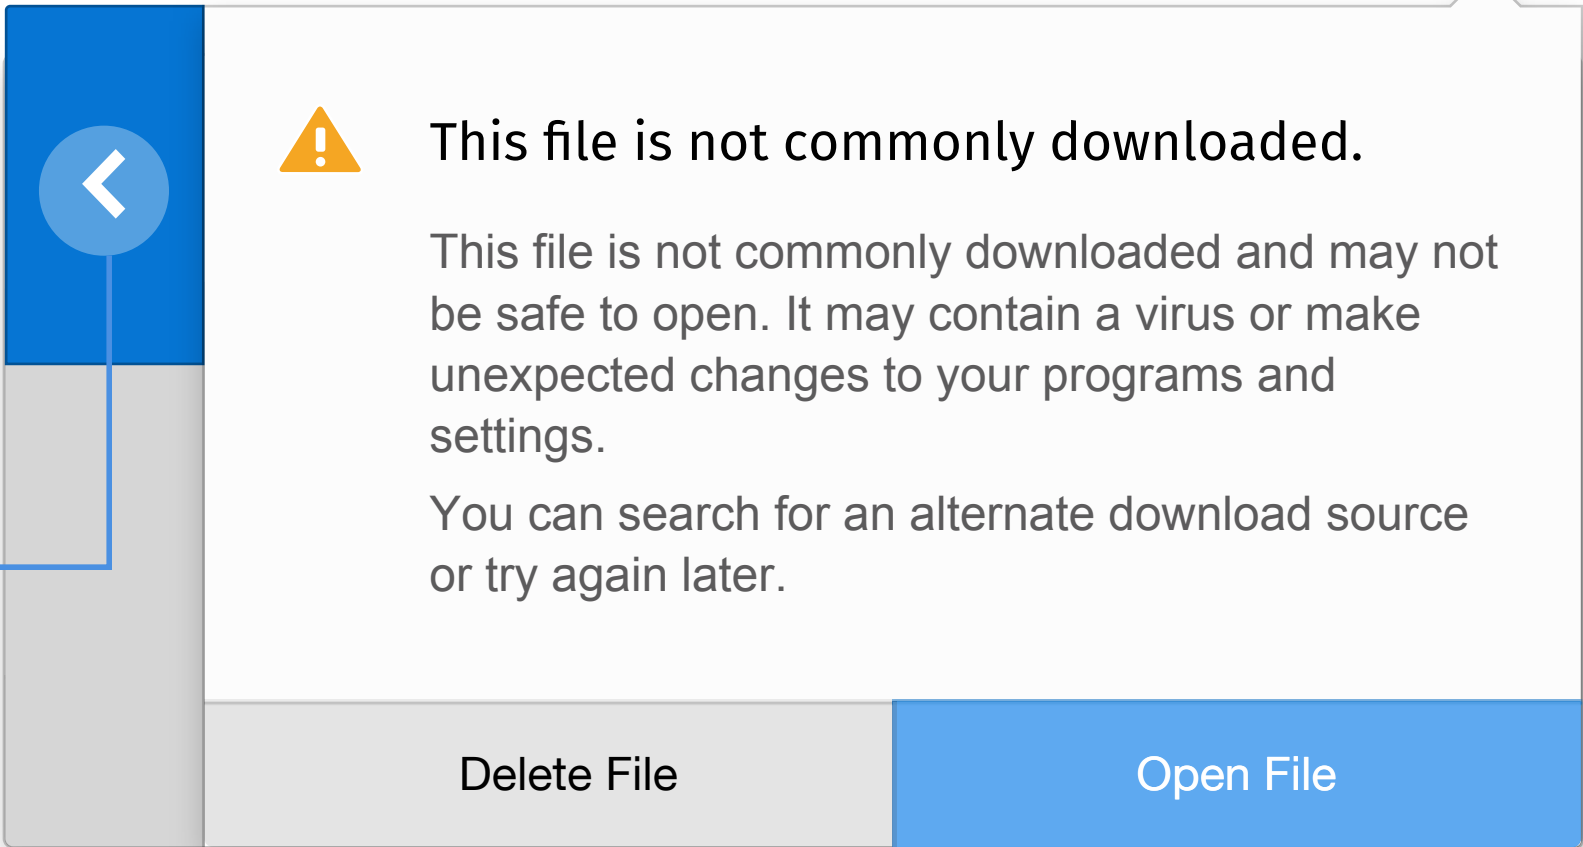 This file is not commonly downloaded.
This file is not commonly downloaded and may not
be safe to open. It may contain a virus or make
unexpected changes to your programs and
settings.
You can search for an alternate download source
or try again later.
Delete File
Open File